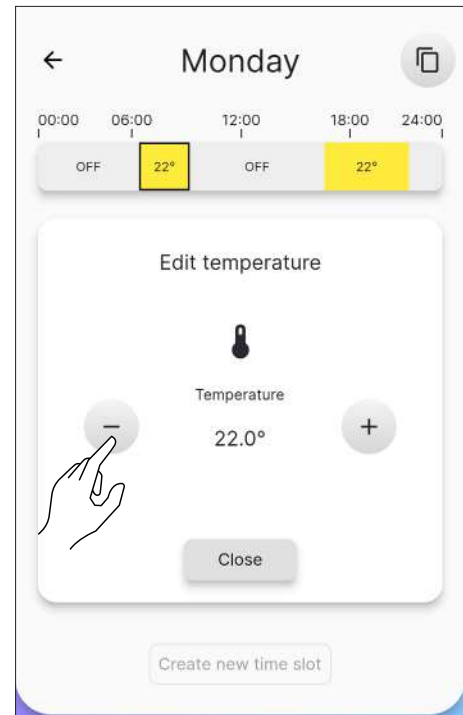 Monday
00:00 06:00 12:00 18:00 24:00
OFF 22° OFF 22°
Edit temperature
Temperature
22.0°
Close
Create new time slot